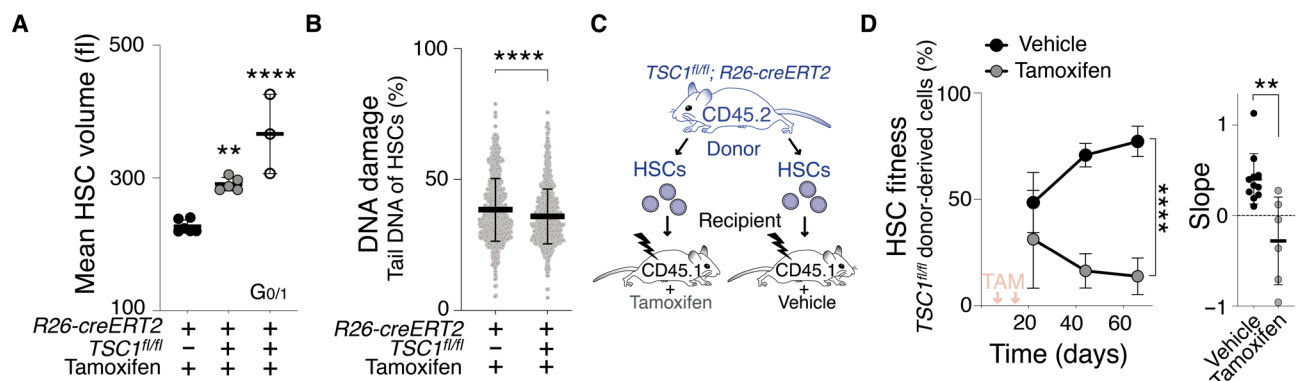 A
Mean HSC volume (fl)
500
300
100
**
****
G0/1
R26-creERT2 + + +
TSC1fl/fl − + +
Tamoxifen + + +
B
DNA damage
Tail DNA of HSCs (%)
100
50
0
****
R26-creERT2 + +
TSC1fl/fl − +
Tamoxifen + +
C
TSC1fl/fl; R26-creERT2
CD45.2
Donor
HSCs HSCs
Recipient
CD45.1 CD45.1
+ +
Tamoxifen Vehicle
D
Vehicle
Tamoxifen
HSC fitness
TSC1fl/fl donor-derived cells (%)
100
50
0
TAM
****
20 40 60
Time (days)
**
Slope
1
0
−1
Vehicle
Tamoxifen